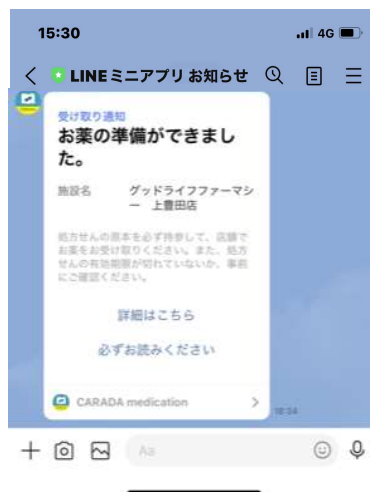 15:30
4G
LINEミニアプリ お知らせ
受け取り通知
お薬の準備ができまし
た。
施設名 グッドライフファーマシ
ー 上豊田店
処方せんの原本を必ず持参して、店舗で
お薬をお受け取りください。また、処方
せんの有効期限が切れていないか、事前
にご確認ください。
詳細はこちら
必ずお読みください
CARADA medication
Aa